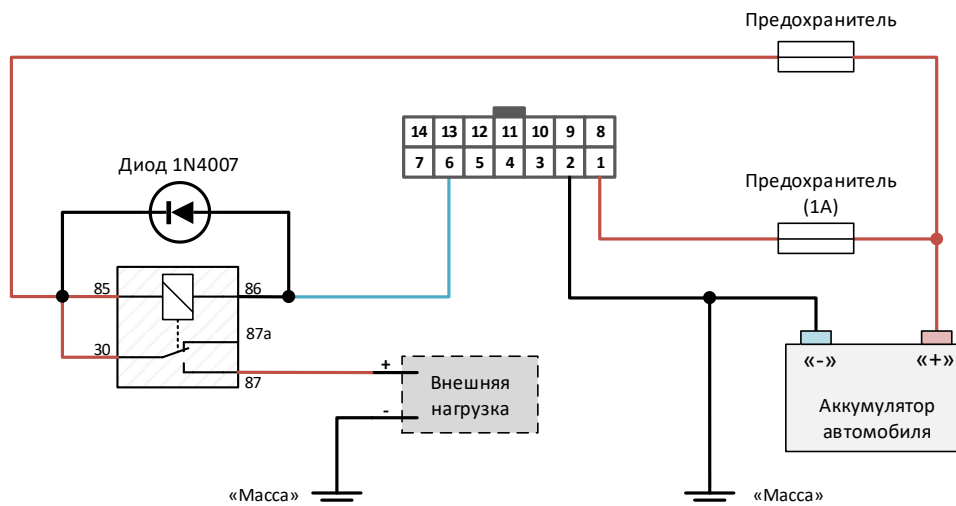 Предохранитель
14 13 12 11 10 9 8
7 6 5 4 3 2 1
Диод 1N4007
Предохранитель
(1А)
85
86
87a
30
87
+
-
Внешняя
нагрузка
«-»
«+»
Аккумулятор
автомобиля
«Масса»
«Масса»